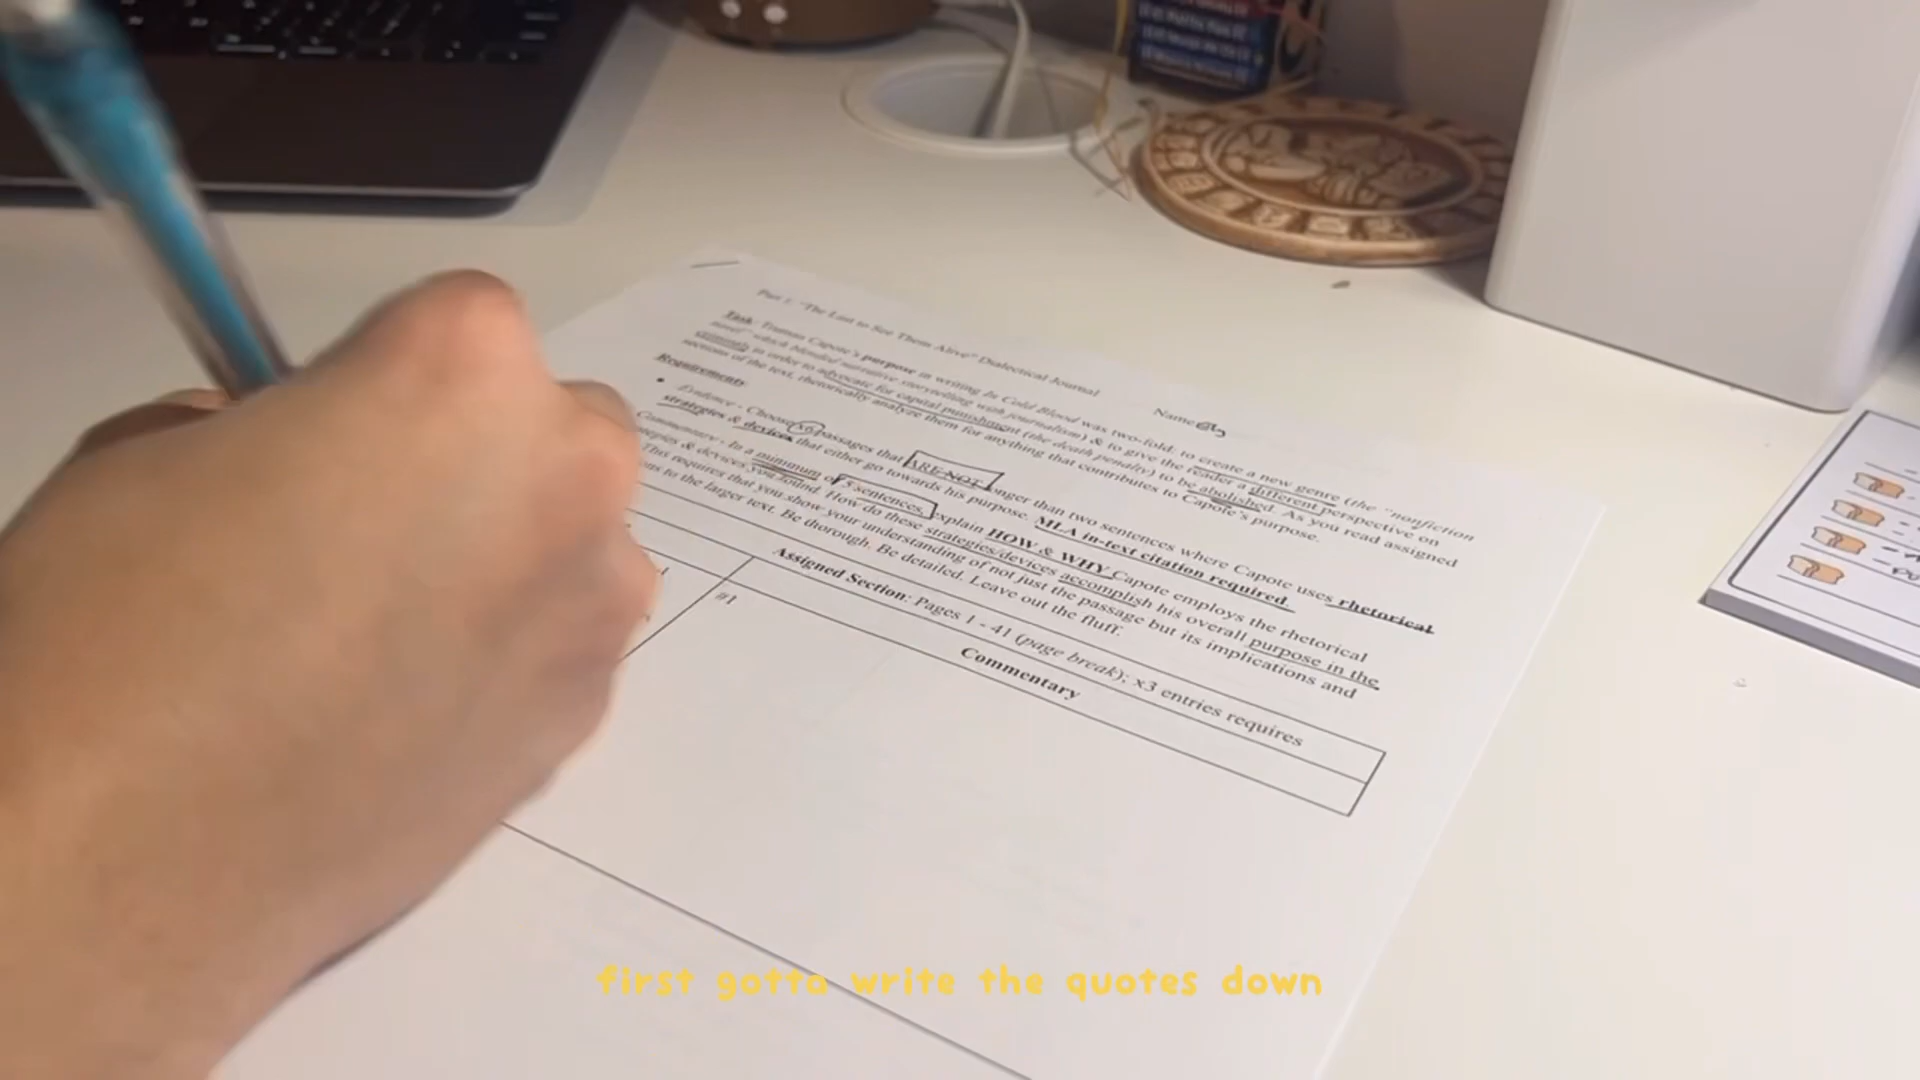 Part 1: "The Last to See Them Alive" Dialectical Journal
Name
Task: Truman Capote's purpose in writing In Cold Blood was two-fold: to create a new genre (the "nonfiction
novel" which blended narrative storytelling with journalism) & to give the reader a different perspective on
criminals in order to advocate for capital punishment (the death penalty) to be abolished. As you read assigned
sections of the text, rhetorically analyze them for anything that contributes to Capote's purpose.
Requirements
Evidence - Choose x6 passages that ARE NOT longer than two sentences where Capote uses rhetorical
strategies & devices that either go towards his purpose. MLA in-text citation required.
Commentary - In a minimum of 5 sentences, explain HOW & WHY Capote employs the rhetorical
strategies & devices you found. How do these strategies/devices accomplish his overall purpose in the
This requires that you show your understanding of not just the passage but its implications and
to the larger text. Be thorough. Be detailed. Leave out the fluff.
Assigned Section: Pages 1 - 41 (page break); x3 entries requires
Commentary
#1
first gotta write the quotes down